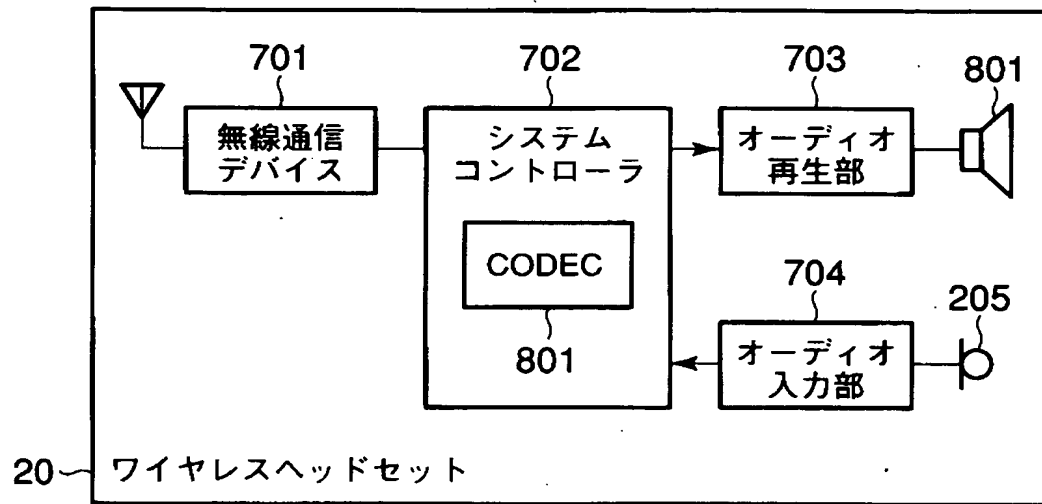 701
702
703
801
無線通信
デバイス
システム
コントローラ
オーディオ
再生部
CODEC
801
704
205
オーディオ
入力部
20
ワイヤレスヘッドセット